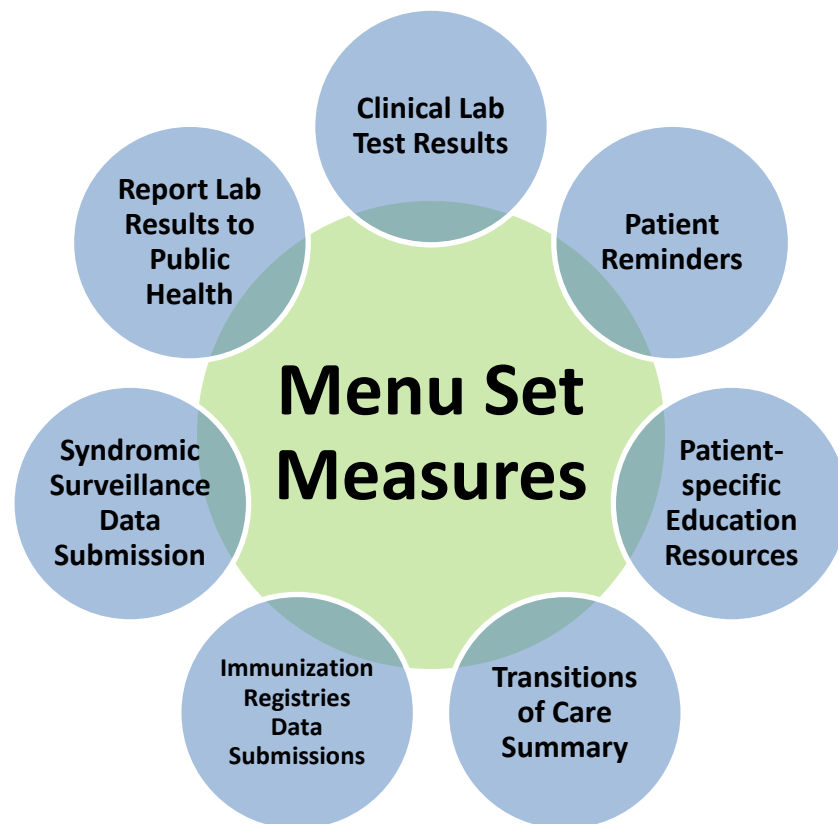 Clinical Lab
Test Results
Patient
Reminders
Patient-
specific
Education
Resources
Transitions
of Care
Summary
Immunization
Registries
Data
Submissions
Syndromic
Surveillance
Data
Submission
Report Lab
Results to
Public
Health
Menu Set
Measures